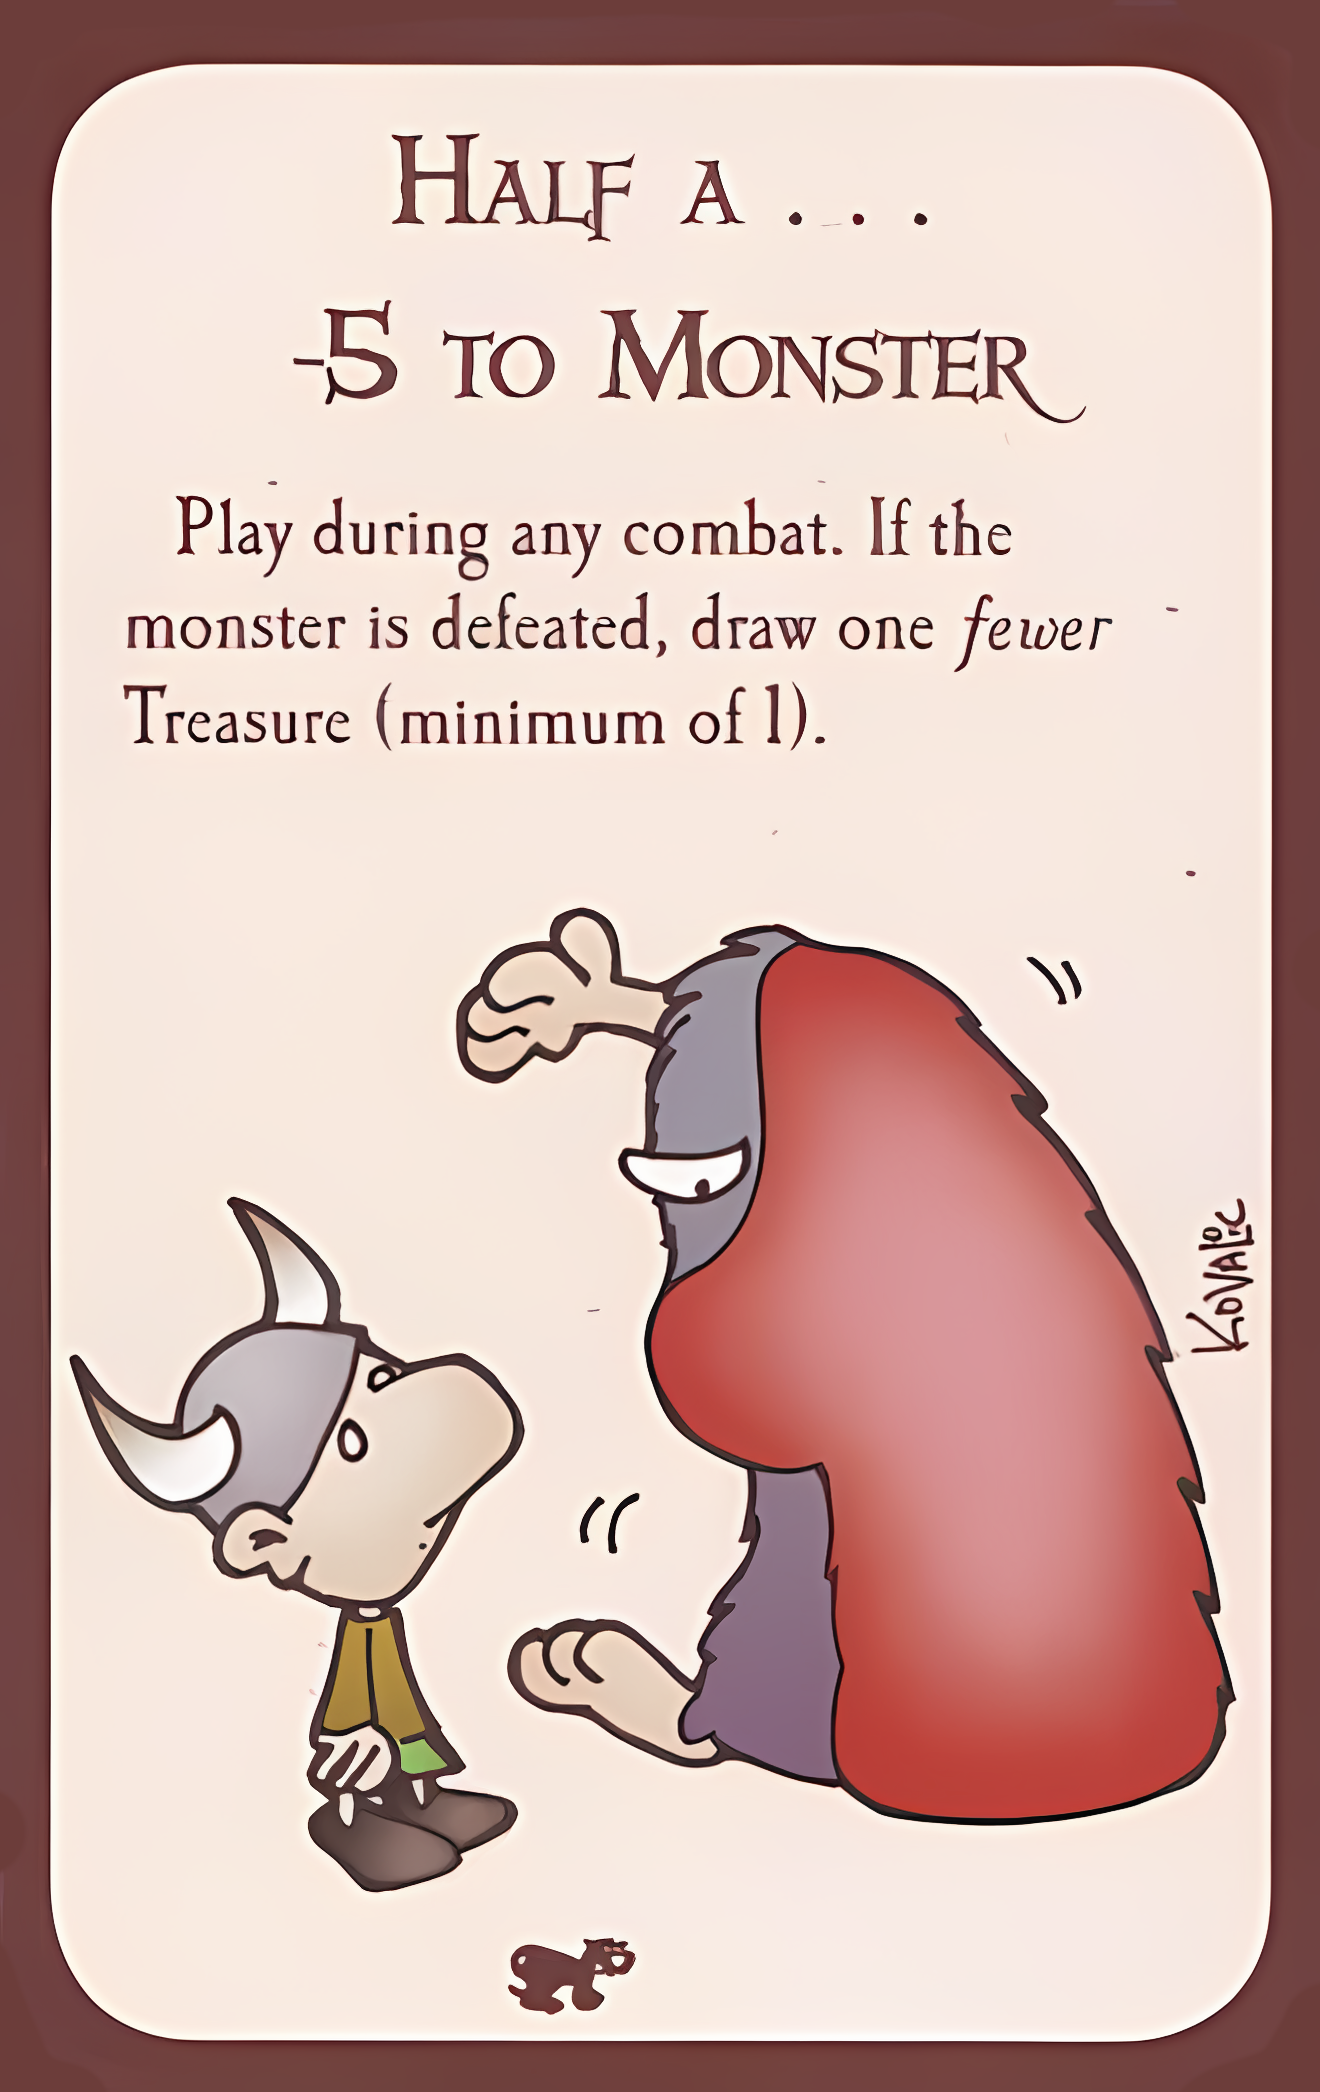 Half a . . .
-5 to Monster
Play during any combat. If the
monster is defeated, draw one fewer
Treasure (minimum of 1).
Kovalic